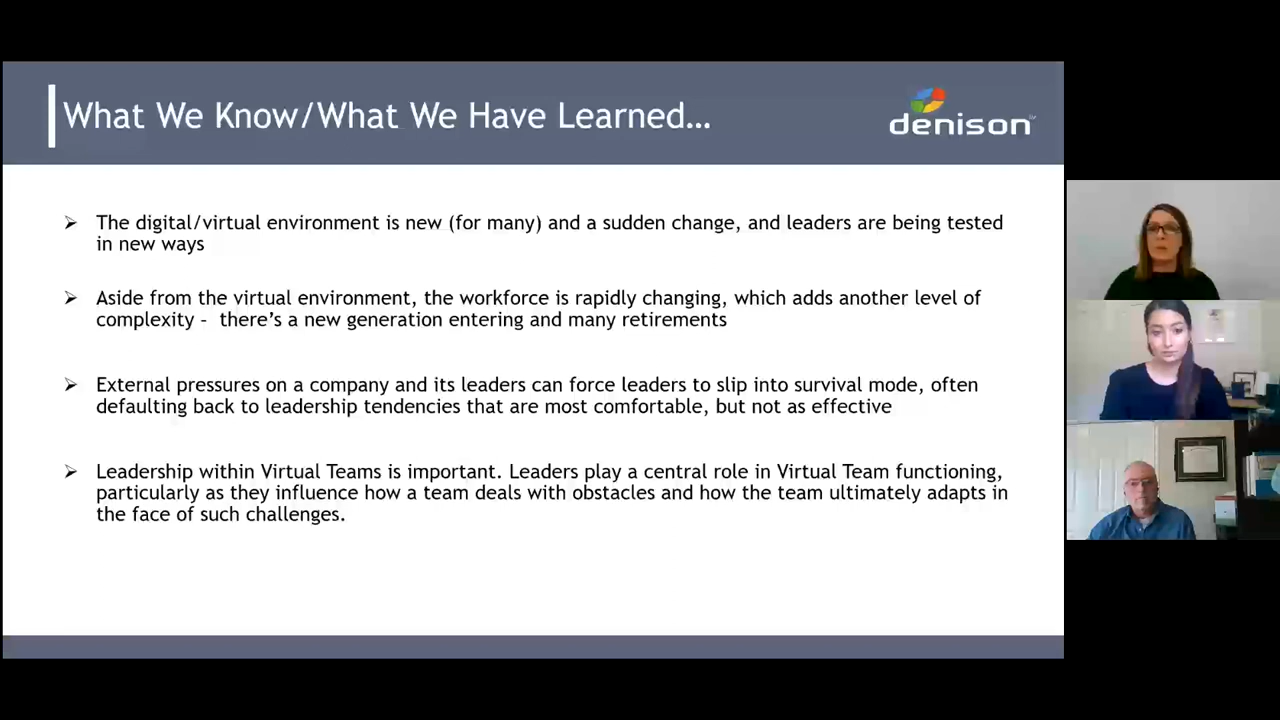 What We Know/What We Have Learned…
denison
➢ The digital/virtual environment is new (for many) and a sudden change, and leaders are being tested
in new ways
➢ Aside from the virtual environment, the workforce is rapidly changing, which adds another level of
complexity – there’s a new generation entering and many retirements
➢ External pressures on a company and its leaders can force leaders to slip into survival mode, often
defaulting back to leadership tendencies that are most comfortable, but not as effective
➢ Leadership within Virtual Teams is important. Leaders play a central role in Virtual Team functioning,
particularly as they influence how a team deals with obstacles and how the team ultimately adapts in
the face of such challenges.